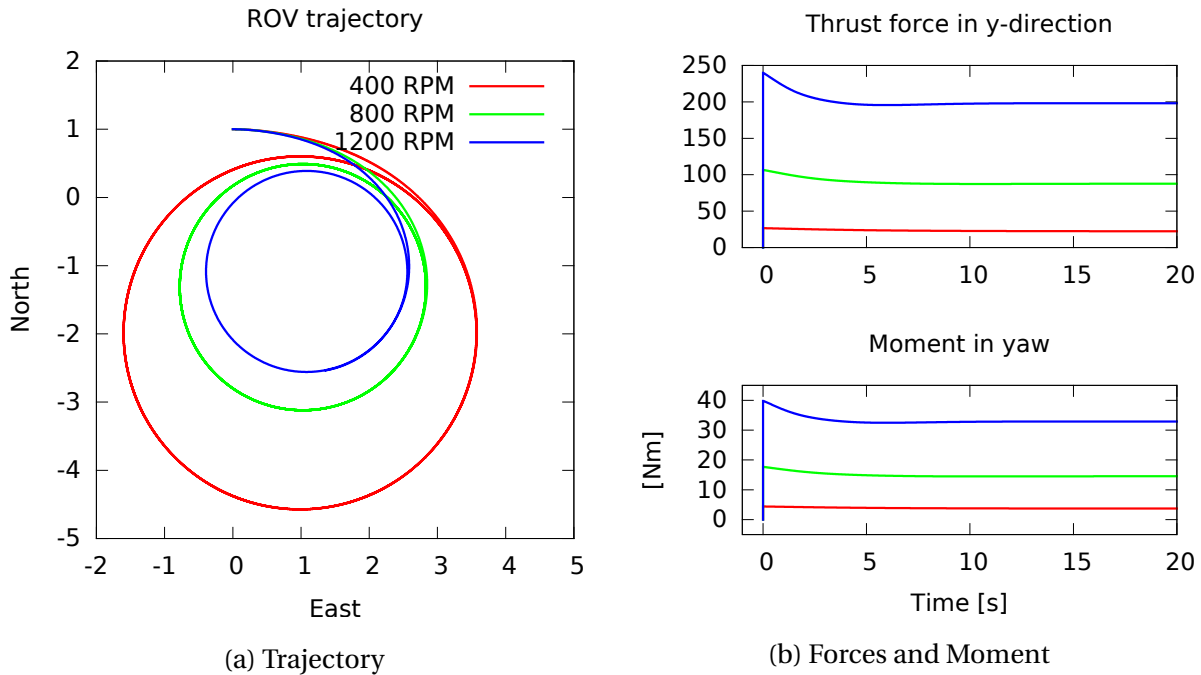 ROV trajectory
2
1
0
-1
-2
-3
-4
-5
North
400 RPM
800 RPM
1200 RPM
-2 -1 0 1 2 3 4 5
East
(a) Trajectory
Thrust force in y-direction
250
200
150
100
50
0
0 5 10 15 20
Moment in yaw
40
30
20
10
0
[Nm]
0 5 10 15 20
Time [s]
(b) Forces and Moment